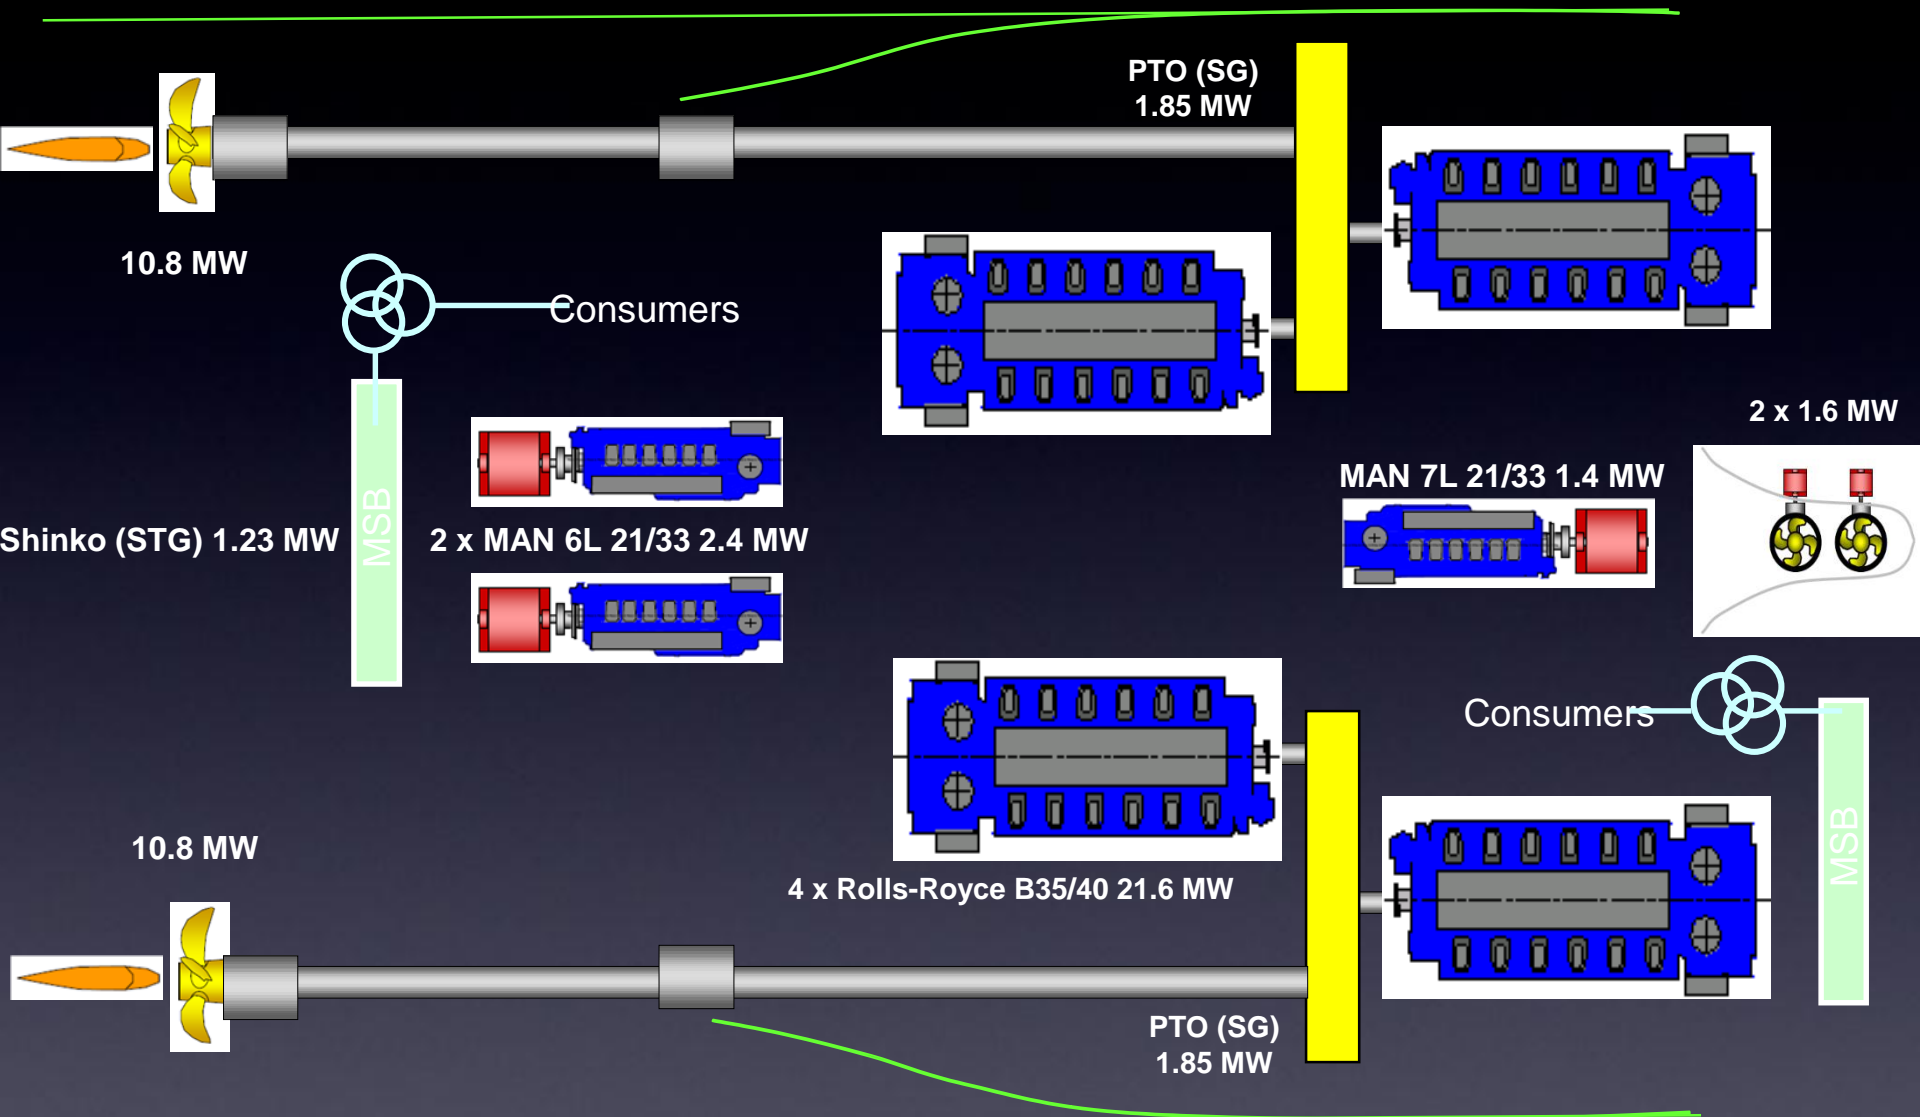 PTO (SG)
1.85 MW
10.8 MW
Consumers
2 x 1.6 MW
MAN 7L 21/33 1.4 MW
Shinko (STG) 1.23 MW
MSB
2 x MAN 6L 21/33 2.4 MW
Consumers
10.8 MW
MSB
4 x Rolls-Royce B35/40 21.6 MW
PTO (SG)
1.85 MW